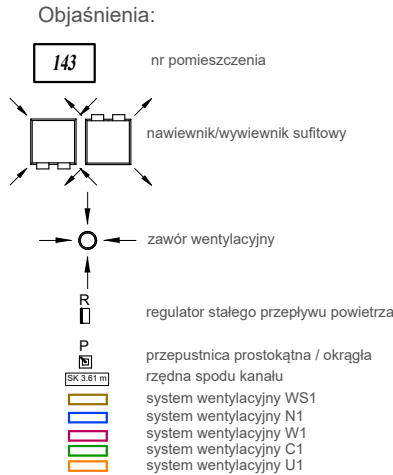 Objaśnienia:
143 nr pomieszczenia
nawiewnik/wywiewnik sufitowy
zawór wentylacyjny
R
regulator stałego przepływu powietrza
P
przepustnica prostokątna / okrągła
SK 3.61 m rzędna spodu kanału
system wentylacyjny WS1
system wentylacyjny N1
system wentylacyjny W1
system wentylacyjny C1
system wentylacyjny U1